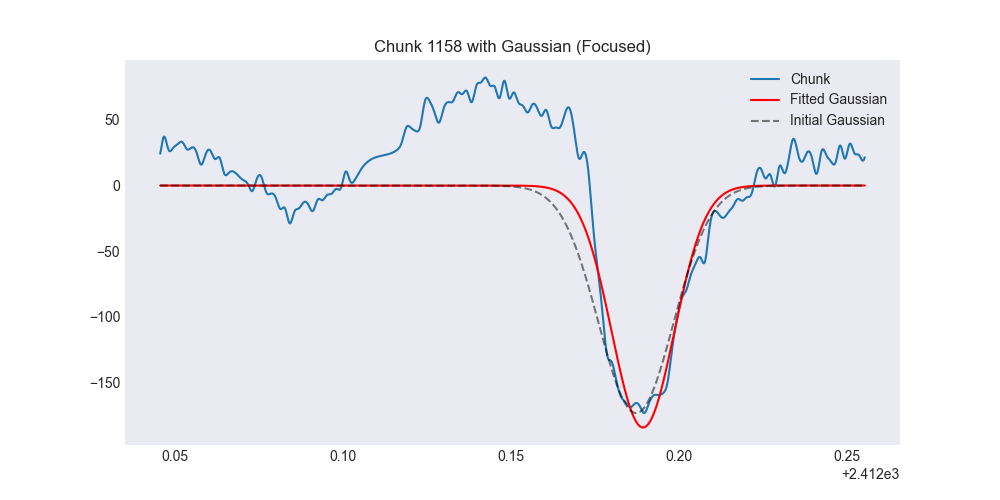 Chunk 1158 with Gaussian (Focused)
Chunk
Fitted Gaussian
Initial Gaussian
50
0
−50
−100
−150
0.05 0.10 0.15 0.20 0.25
+2.412e3